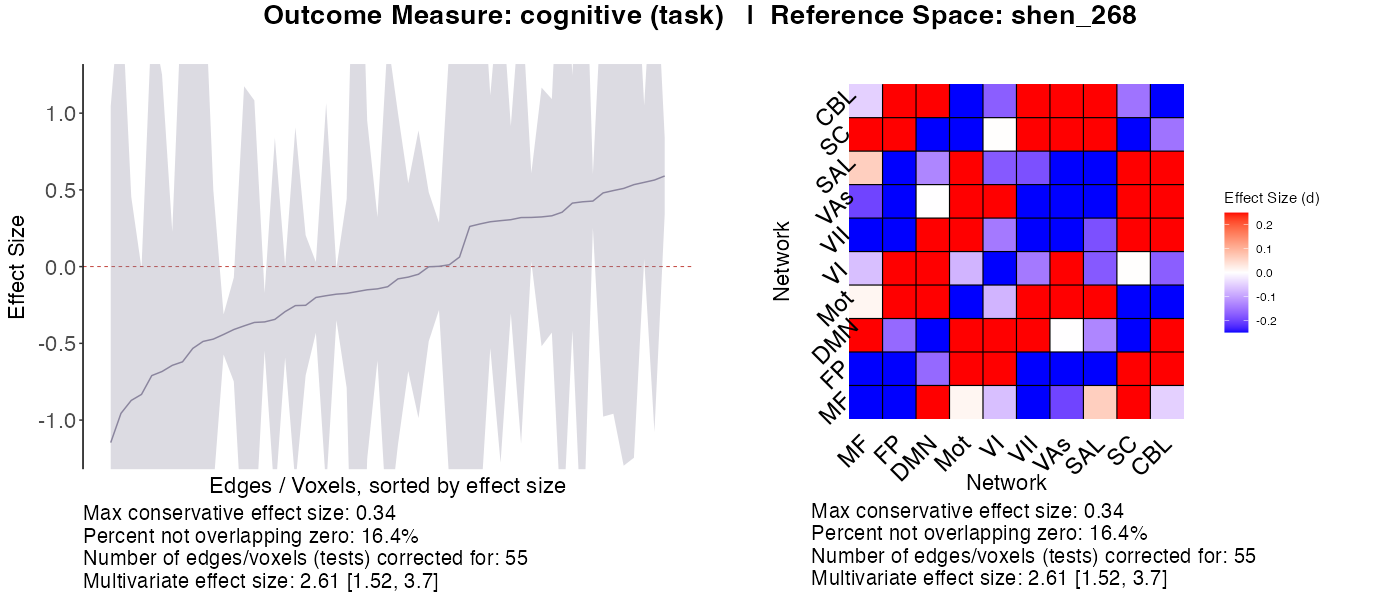 Outcome Measure: cognitive (task) | Reference Space: shen_268
Effect Size
1.0
0.5
0.0
-0.5
-1.0
Edges / Voxels, sorted by effect size
Max conservative effect size: 0.34
Percent not overlapping zero: 16.4%
Number of edges/voxels (tests) corrected for: 55
Multivariate effect size: 2.61 [1.52, 3.7]
Network
CBL
SC
SAL
VAs
VII
VI
Mot
DMN
FP
MF
MF FP DMN Mot VI VII VAs SAL SC CBL
Network
Effect Size (d)
0.2
0.1
0.0
-0.1
-0.2
Max conservative effect size: 0.34
Percent not overlapping zero: 16.4%
Number of edges/voxels (tests) corrected for: 55
Multivariate effect size: 2.61 [1.52, 3.7]